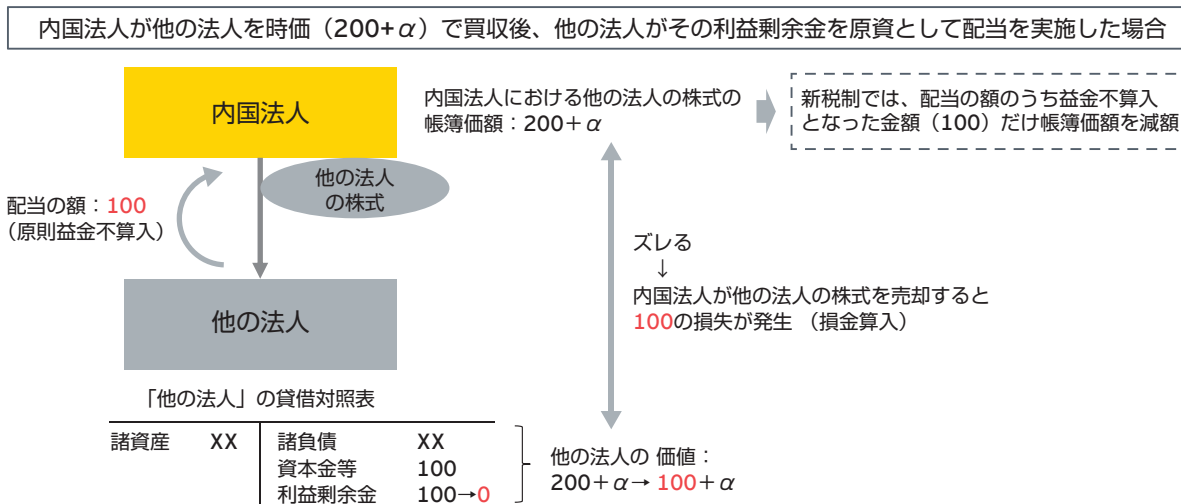 内国法人が他の法人を時価（200+α）で買収後、他の法人がその利益剰余金を原資として配当を実施した場合
内国法人
他の法人
の株式
配当の額：100
（原則益金不算入）
他の法人
内国法人における他の法人の株式の
帳簿価額：200＋α
新税制では、配当の額のうち益金不算入
となった金額（100）だけ帳簿価額を減額
ズレる
↓
内国法人が他の法人の株式を売却すると
100の損失が発生 （損金算入）
「他の法人」の貸借対照表
諸資産 XX 諸負債 XX
資本金等 100
利益剰余金 100→0
他の法人の 価値：
200＋α→ 100＋α